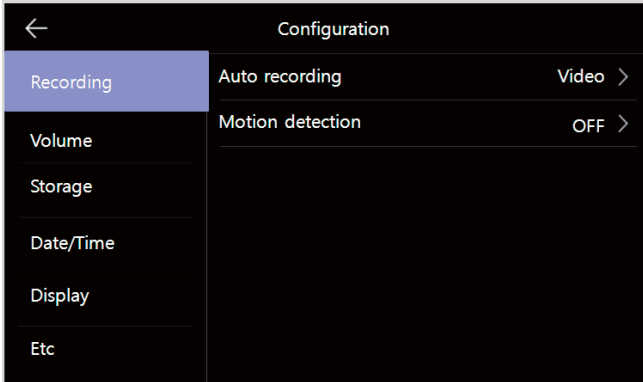 Configuration
Recording
Auto recording Video
Motion detection OFF
Volume
Storage
Date/Time
Display
Etc